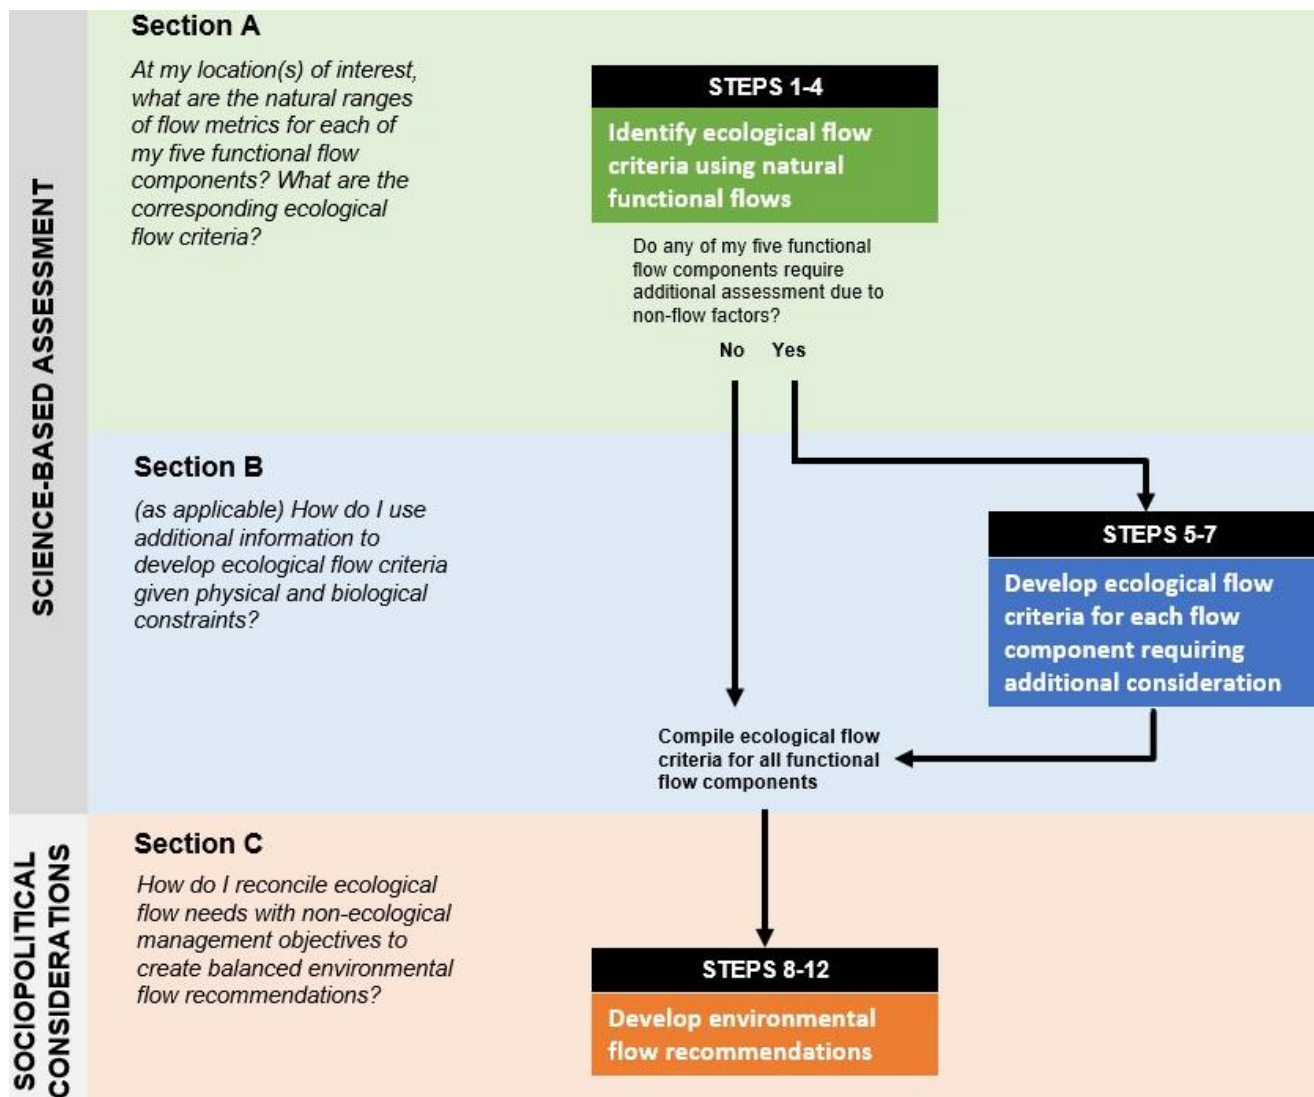 SCIENCE-BASED ASSESSMENT
Section A
At my location(s) of interest,
what are the natural ranges
of flow metrics for each of
my five functional flow
components? What are the
corresponding ecological
flow criteria?
STEPS 1-4
Identify ecological flow
criteria using natural
functional flows
Do any of my five functional
flow components require
additional assessment due to
non-flow factors?
No Yes
Section B
(as applicable) How do I use
additional information to
develop ecological flow criteria
given physical and biological
constraints?
STEPS 5-7
Develop ecological flow
criteria for each flow
component requiring
additional consideration
Compile ecological flow
criteria for all functional
flow components
SOCIOPOLITICAL
CONSIDERATIONS
Section C
How do I reconcile ecological
flow needs with non-ecological
management objectives to
create balanced environmental
flow recommendations?
STEPS 8-12
Develop environmental
flow recommendations